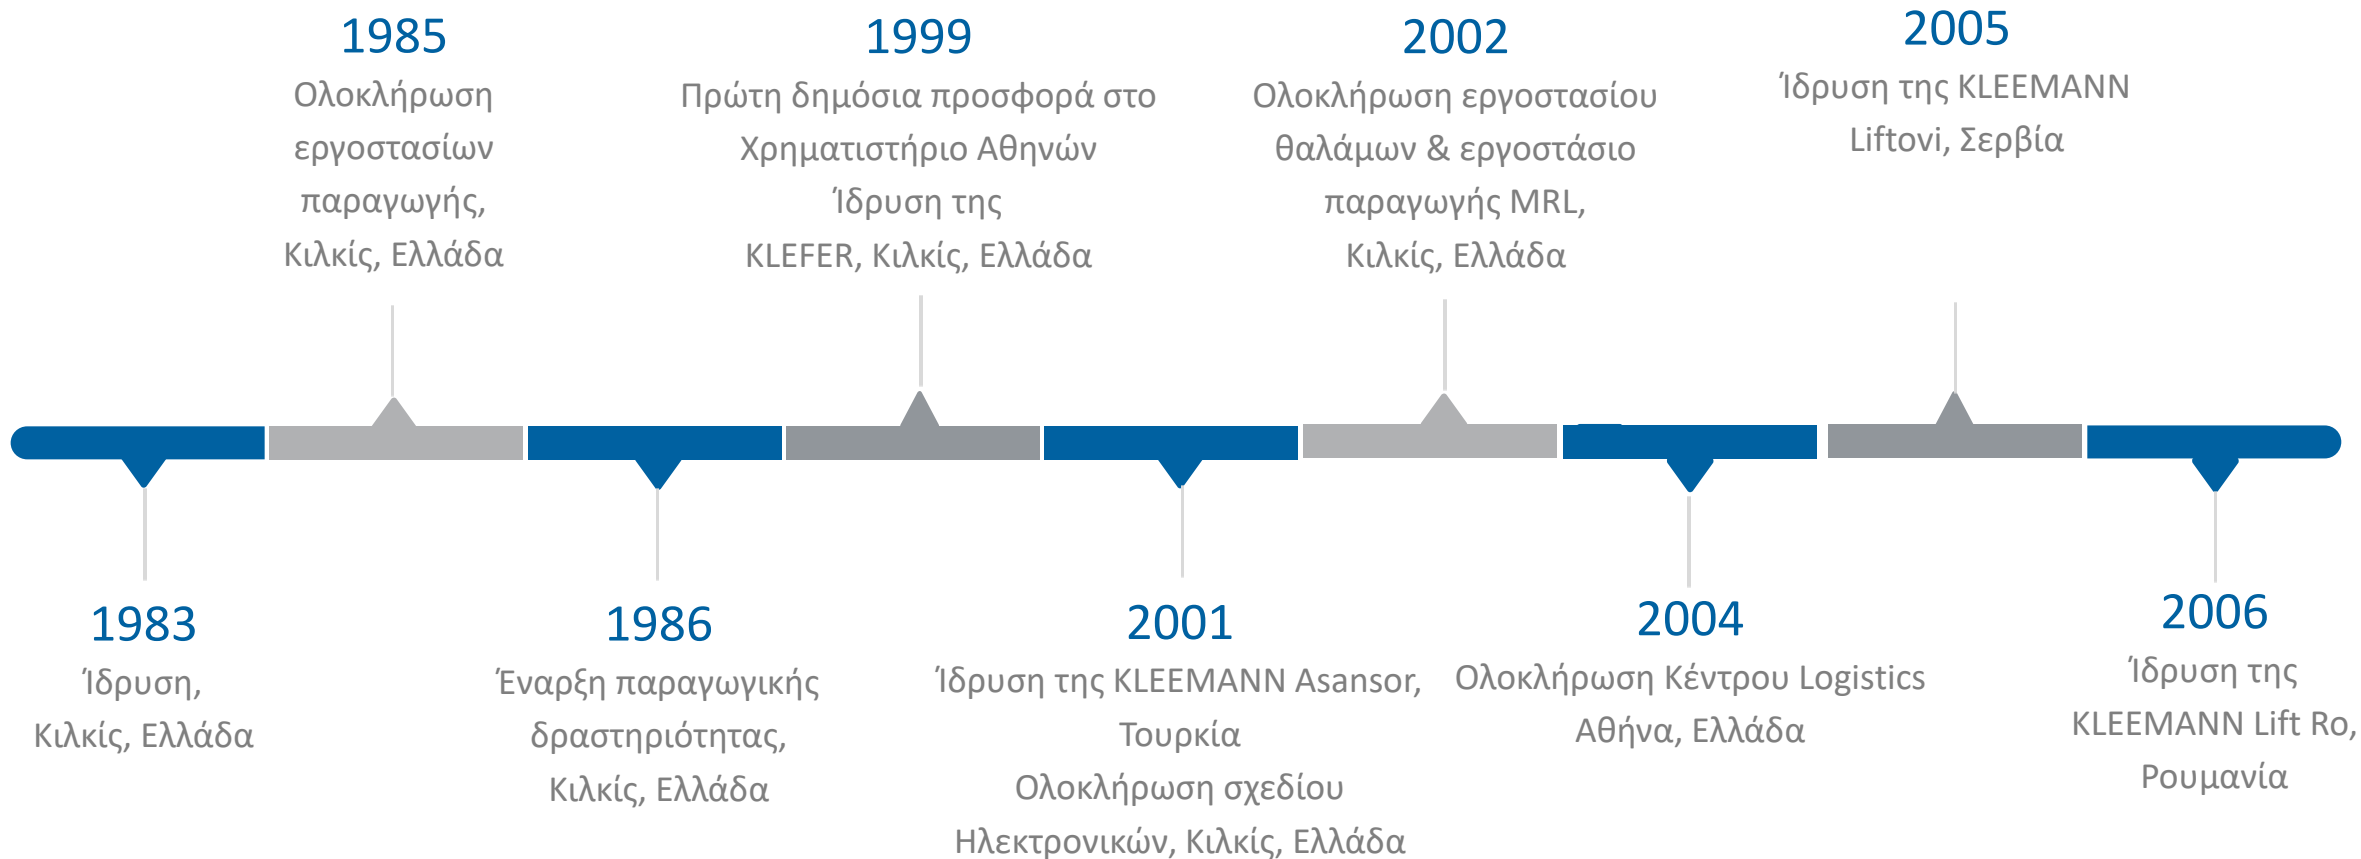 1985
Ολοκλήρωση
εργοστασίων
παραγωγής,
Κιλκίς, Ελλάδα
1999
Πρώτη δημόσια προσφορά στο
Χρηματιστήριο Αθηνών
Ίδρυση της
KLEFER, Κιλκίς, Ελλάδα
2002
Ολοκλήρωση εργοστασίου
θαλάμων & εργοστάσιο
παραγωγής MRL,
Κιλκίς, Ελλάδα
2005
Ίδρυση της KLEEMANN
Liftovi, Σερβία
1983
Ίδρυση,
Κιλκίς, Ελλάδα
1986
Έναρξη παραγωγικής
δραστηριότητας,
Κιλκίς, Ελλάδα
2001
Ίδρυση της KLEEMANN Asansor,
Τουρκία
Ολοκλήρωση σχεδίου
Ηλεκτρονικών, Κιλκίς, Ελλάδα
2004
Ολοκλήρωση Κέντρου Logistics
Αθήνα, Ελλάδα
2006
Ίδρυση της
KLEEMANN Lift Ro,
Ρουμανία